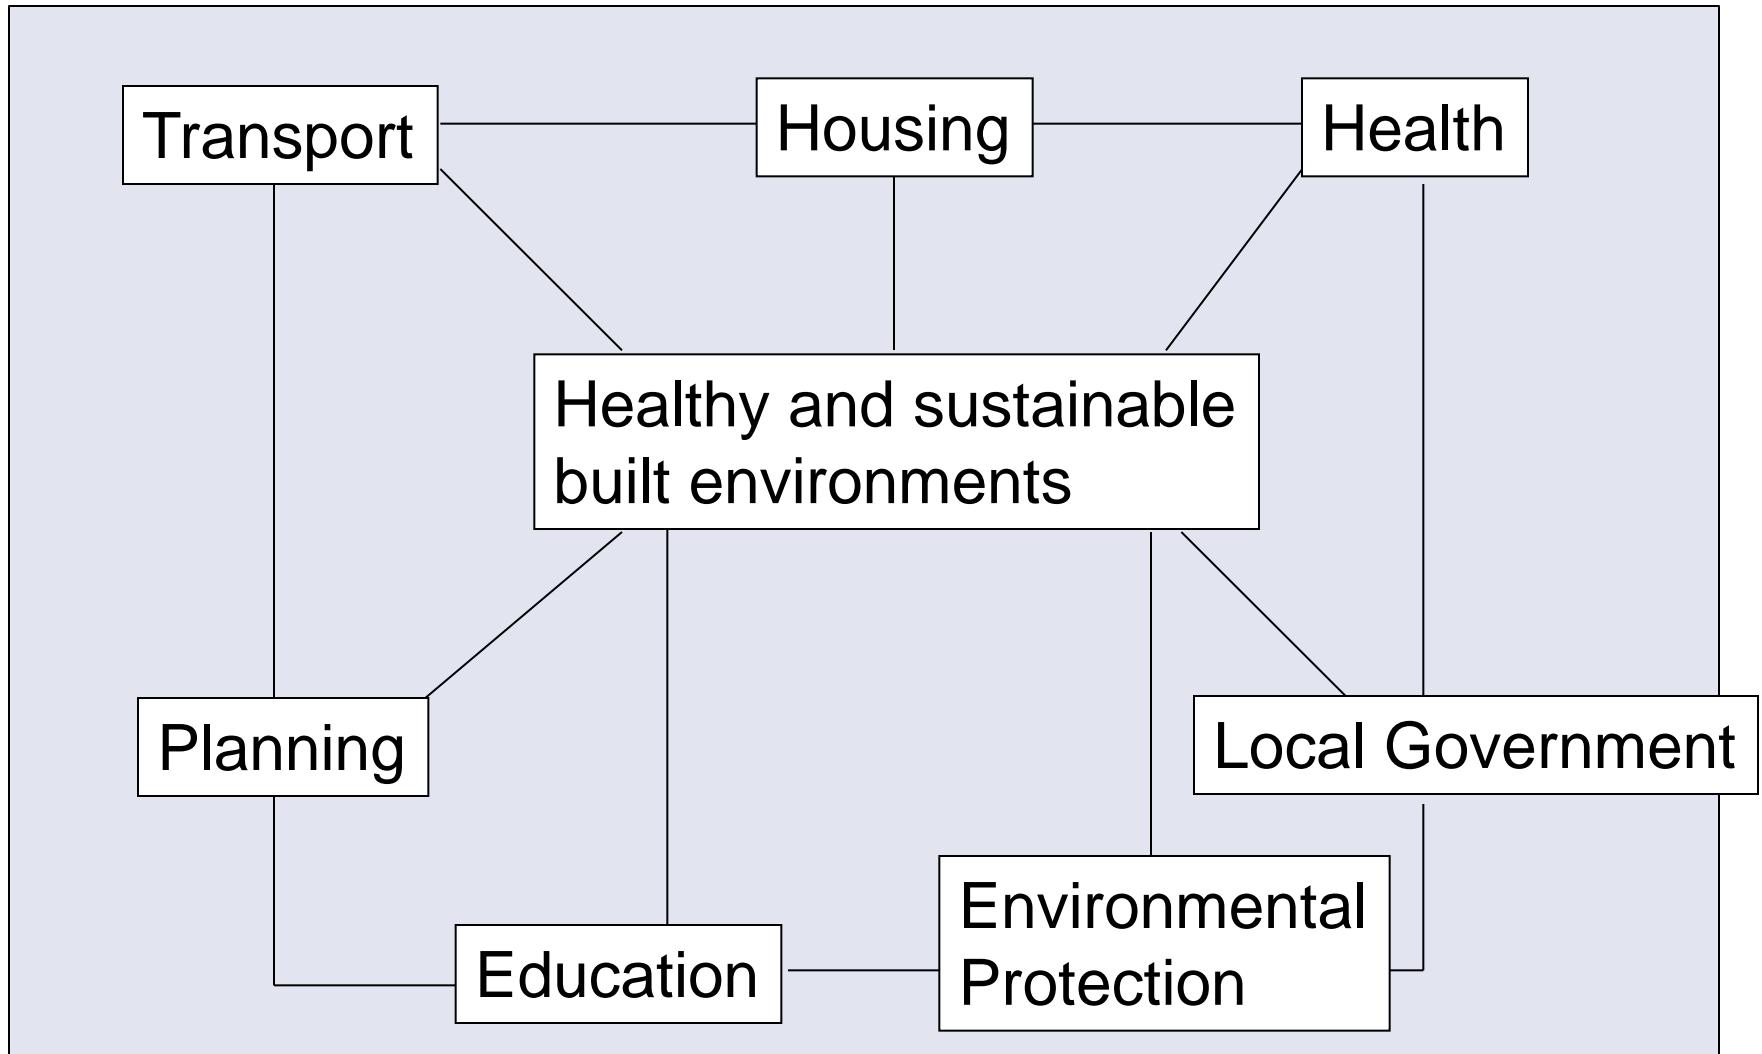 Transport
Housing
Health
Healthy and sustainable
built environments
Planning
Local Government
Education
Environmental
Protection